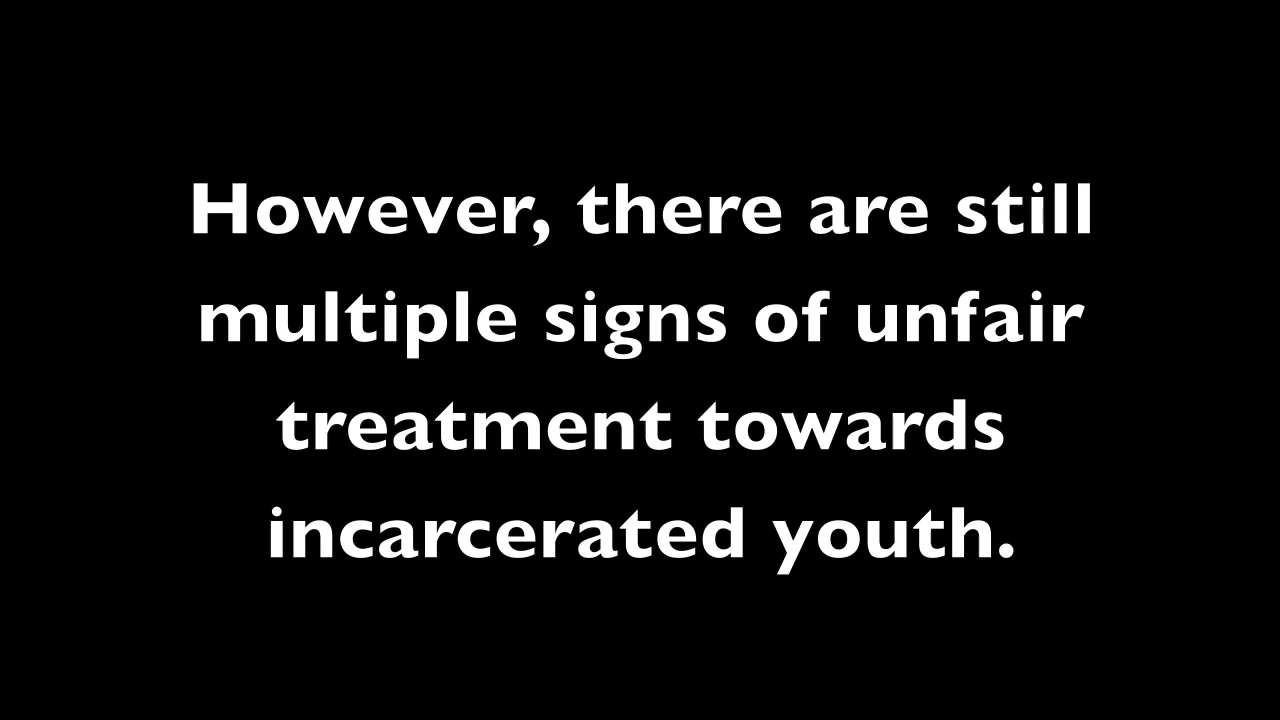 However, there are still
multiple signs of unfair
treatment towards
incarcerated youth.